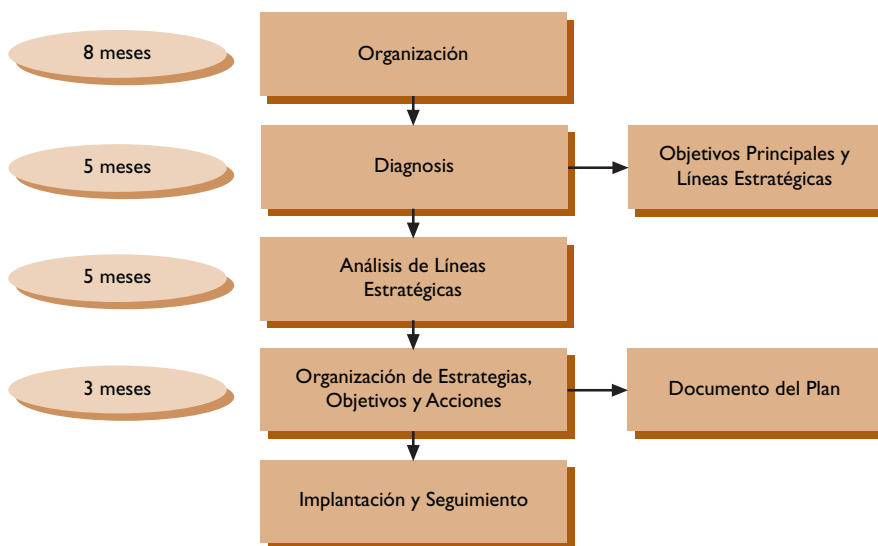 8 meses
Organización
5 meses
Diagnosis
Objetivos Principales y
Líneas Estratégicas
5 meses
Análisis de Líneas
Estratégicas
3 meses
Organización de Estrategias,
Objetivos y Acciones
Documento del Plan
Implantación y Seguimiento